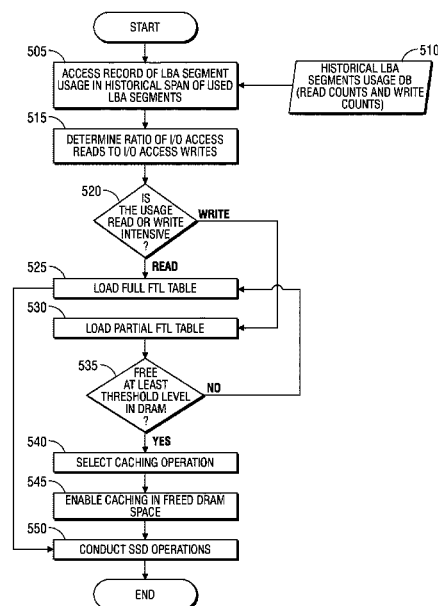 START
505
510
ACCESS RECORD OF LBA SEGMENT
USAGE IN HISTORICAL SPAN OF USED
LBA SEGMENTS
HISTORICAL LBA
SEGMENTS USAGE DB
(READ COUNTS AND WRITE
COUNTS)
515
DETERMINE RATIO OF I/O ACCESS
READS TO I/O ACCESS WRITES
520
IS
THE USAGE
READ OR WRITE
INTENSIVE
?
WRITE
READ
525
LOAD FULL FTL TABLE
530
LOAD PARTIAL FTL TABLE
535
FREE
AT LEAST
THRESHOLD LEVEL
IN DRAM
?
NO
YES
540
SELECT CACHING OPERATION
545
ENABLE CACHING IN FREED DRAM
SPACE
550
CONDUCT SSD OPERATIONS
END